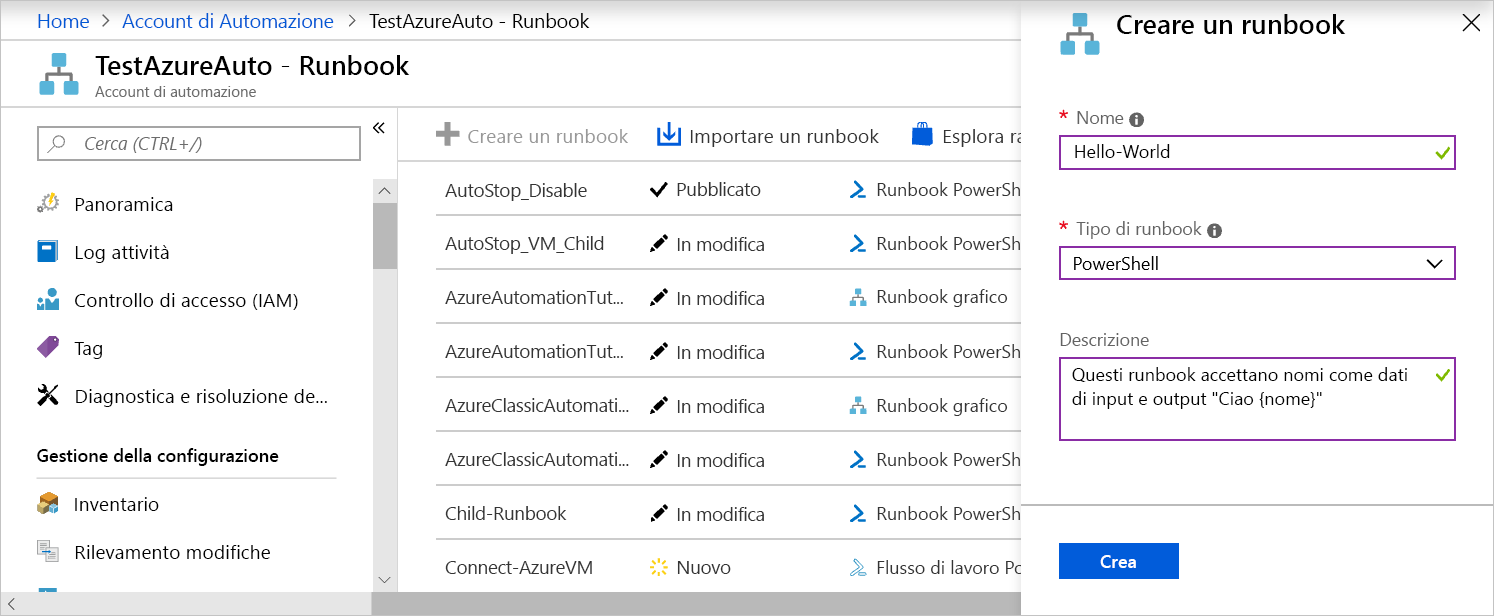 Home > Account di Automazione > TestAzureAuto - Runbook
TestAzureAuto - Runbook
Account di automazione
Cerca (CTRL+/)
«
Panoramica
Log attività
Controllo di accesso (IAM)
Tag
Diagnostica e risoluzione de...
Gestione della configurazione
Inventario
Rilevamento modifiche
Creare un runbook Importare un runbook Esplora ra
AutoStop_Disable Pubblicato Runbook PowerSh
AutoStop_VM_Child In modifica Runbook PowerSh
AzureAutomationTut... In modifica Runbook grafico
AzureAutomationTut... In modifica Runbook PowerSh
AzureClassicAutomati... In modifica Runbook grafico
AzureClassicAutomati... In modifica Runbook PowerSh
Child-Runbook In modifica Runbook PowerSh
Connect-AzureVM Nuovo Flusso di lavoro Po
Creare un runbook
* Nome
Hello-World
* Tipo di runbook
PowerShell
Descrizione
Questi runbook accettano nomi come dati
di input e output "Ciao {nome}"
Crea